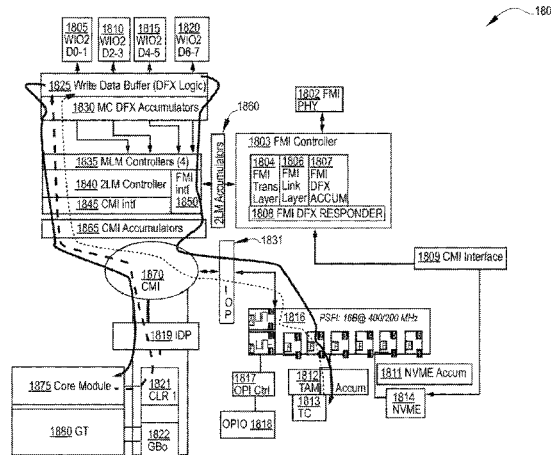 1800
1805 1810 1815 1820
WIO2 WIO2 WIO2 WIO2
D0-1 D2-3 D4-5 D6-7
1825 Write Data Buffer (DFX Logic)
1830 MC DFX Accumulators
1860
1802 FMI
PHY
1803 FMI Controller
1804
FMI
Trans
Layer
1806
FMI
Link
Layer
1807
FMI
DFX
ACCUM
1808 FMI DFX RESPONDER
2LM Accumulators
1835 MLM Controllers (4)
1840 2LM Controller
1845 CMI intf
FMI
intf
1850
1865 CMI Accumulators
1831
1809 CMI Interface
1870
CMI
I
O
P
1816 PSFI: 16B@ 400/200 MHz
1819 IDP
1811 NVME Accum
1817
OPI Ctrl
1812
TAM
Accum
1814
NVME
1813
TC
1875 Core Module
1821
CLR 1
OPIO 1818
1880 GT
1822
GBo